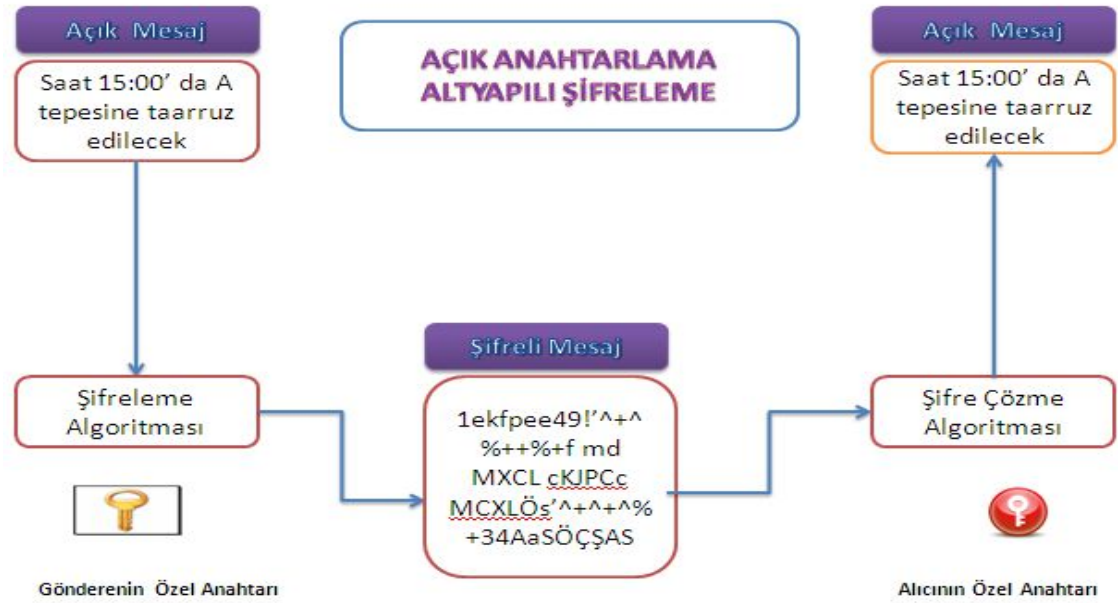 Açık Mesaj
Saat 15:00' da A
tepesine taarruz
edilecek
AÇIK ANAHTARLAMA
ALTYAPILI ŞİFRELEME
Açık Mesaj
Saat 15:00' da A
tepesine taarruz
edilecek
Şifreleme
Algoritması
Şifreli Mesaj
1ekfpee49!'^+^
%++%+f md
MXCL cKJPCc
MCXLÖs'^+^+^%
+34AaSÖÇŞAS
Şifre Çözme
Algoritması
Gönderenin Özel Anahtarı
Alıcının Özel Anahtarı